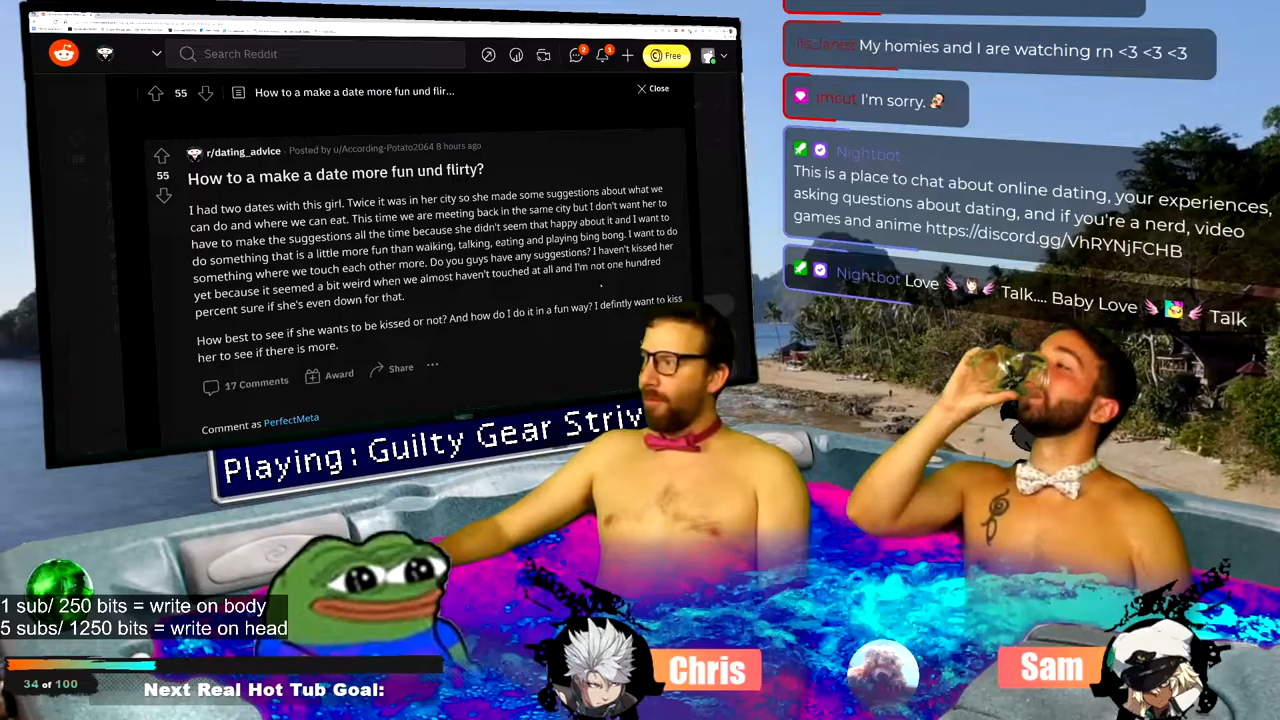 Search Reddit
2
1
Free
55
How to a make a date more fun und flir...
Close
r/dating_advice · Posted by u/According-Potato2064 8 hours ago
55
How to a make a date more fun und flirty?
I had two dates with this girl. Twice it was in her city so she made some suggestions about what we
can do and where we can eat. This time we are meeting back in the same city but I don't want her to
have to make the suggestions all the time because she didn't seem that happy about it and I want to
do something that is a little more fun than waiking, talking, eating and playing bing bong. I want to do
something where we touch each other more. Do you guys have any suggestions? I haven't kissed her
yet because it seemed a bit weird when we almost haven't touched at all and I'm not one hundred
percent sure if she's even down for that.
How best to see if she wants to be kissed or not? And how do I do it in a fun way? I defintly want to kiss
her to see if there is more.
17 Comments
Award
Share
Comment as PerfectMeta
Playing: Guilty Gear Striv
My homies and I are watching rn <3 <3 <3
imcut I'm sorry.
Nightbot
This is a place to chat about online dating, your experiences,
asking questions about dating, and if you're a nerd, video
games and anime https://discord.gg/VhRYNjFCHB
Nightbot Love Talk.... Baby Love Talk
1 sub/ 250 bits = write on body
5 subs/ 1250 bits = write on head
34 of 100
Next Real Hot Tub Goal:
Chris
Sam